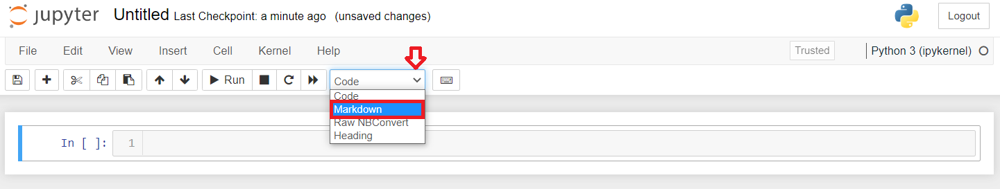 jupyter Untitled Last Checkpoint: a minute ago (unsaved changes) Logout
File Edit View Insert Cell Kernel Help Trusted Python 3 (ipykernel)
Run Code
Code
Markdown
Raw NBConvert
Heading
In [ ]: 1